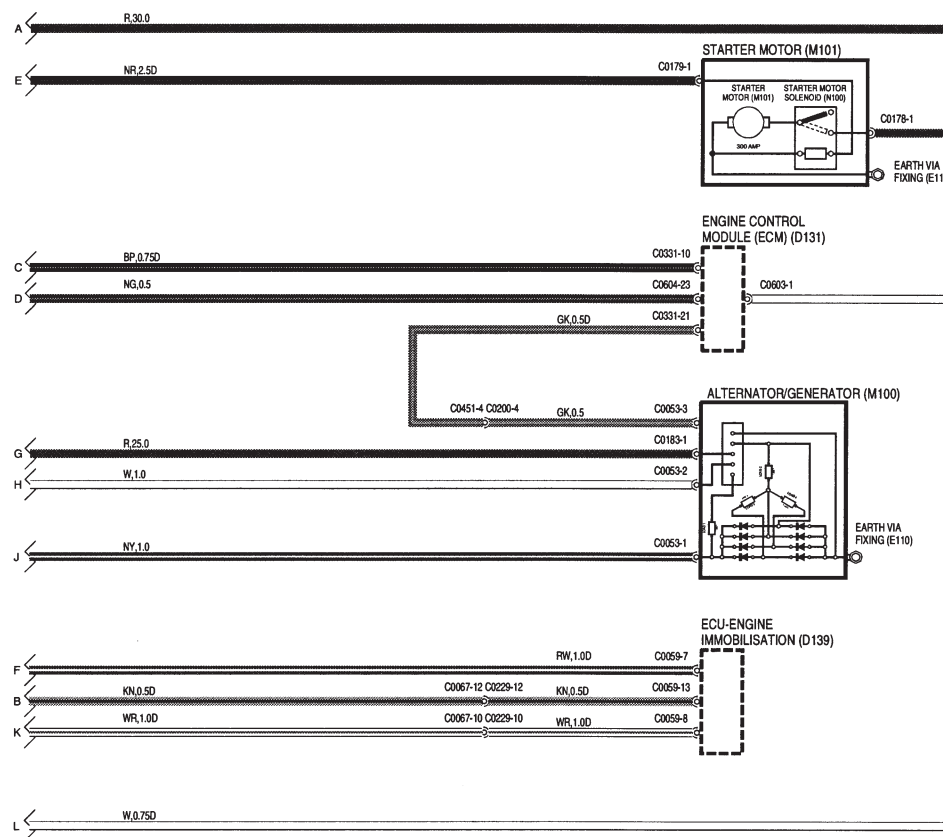 A R,30.0
STARTER MOTOR (M101)
E NR,2.5D C0179-1
STARTER MOTOR (M101)
STARTER MOTOR SOLENOID (N100)
300 AMP
C0178-1
EARTH VIA
FIXING (E11
ENGINE CONTROL
MODULE (ECM) (D131)
C BP,0.75D C0331-10
D NG,0.5 C0604-23 C0603-1
GK,0.5D C0331-21
ALTERNATOR/GENERATOR (M100)
C0451-4 C0200-4 GK,0.5 C0053-3
G R,25.0 C0183-1
H W,1.0 C0053-2
EARTH VIA
FIXING (E110)
J NY,1.0 C0053-1
ECU-ENGINE
IMMOBILISATION (D139)
F RW,1.0D C0059-7
B KN,0.5D C0067-12 C0229-12 KN,0.5D C0059-13
K WR,1.0D C0067-10 C0229-10 WR,1.0D C0059-8
L W,0.75D